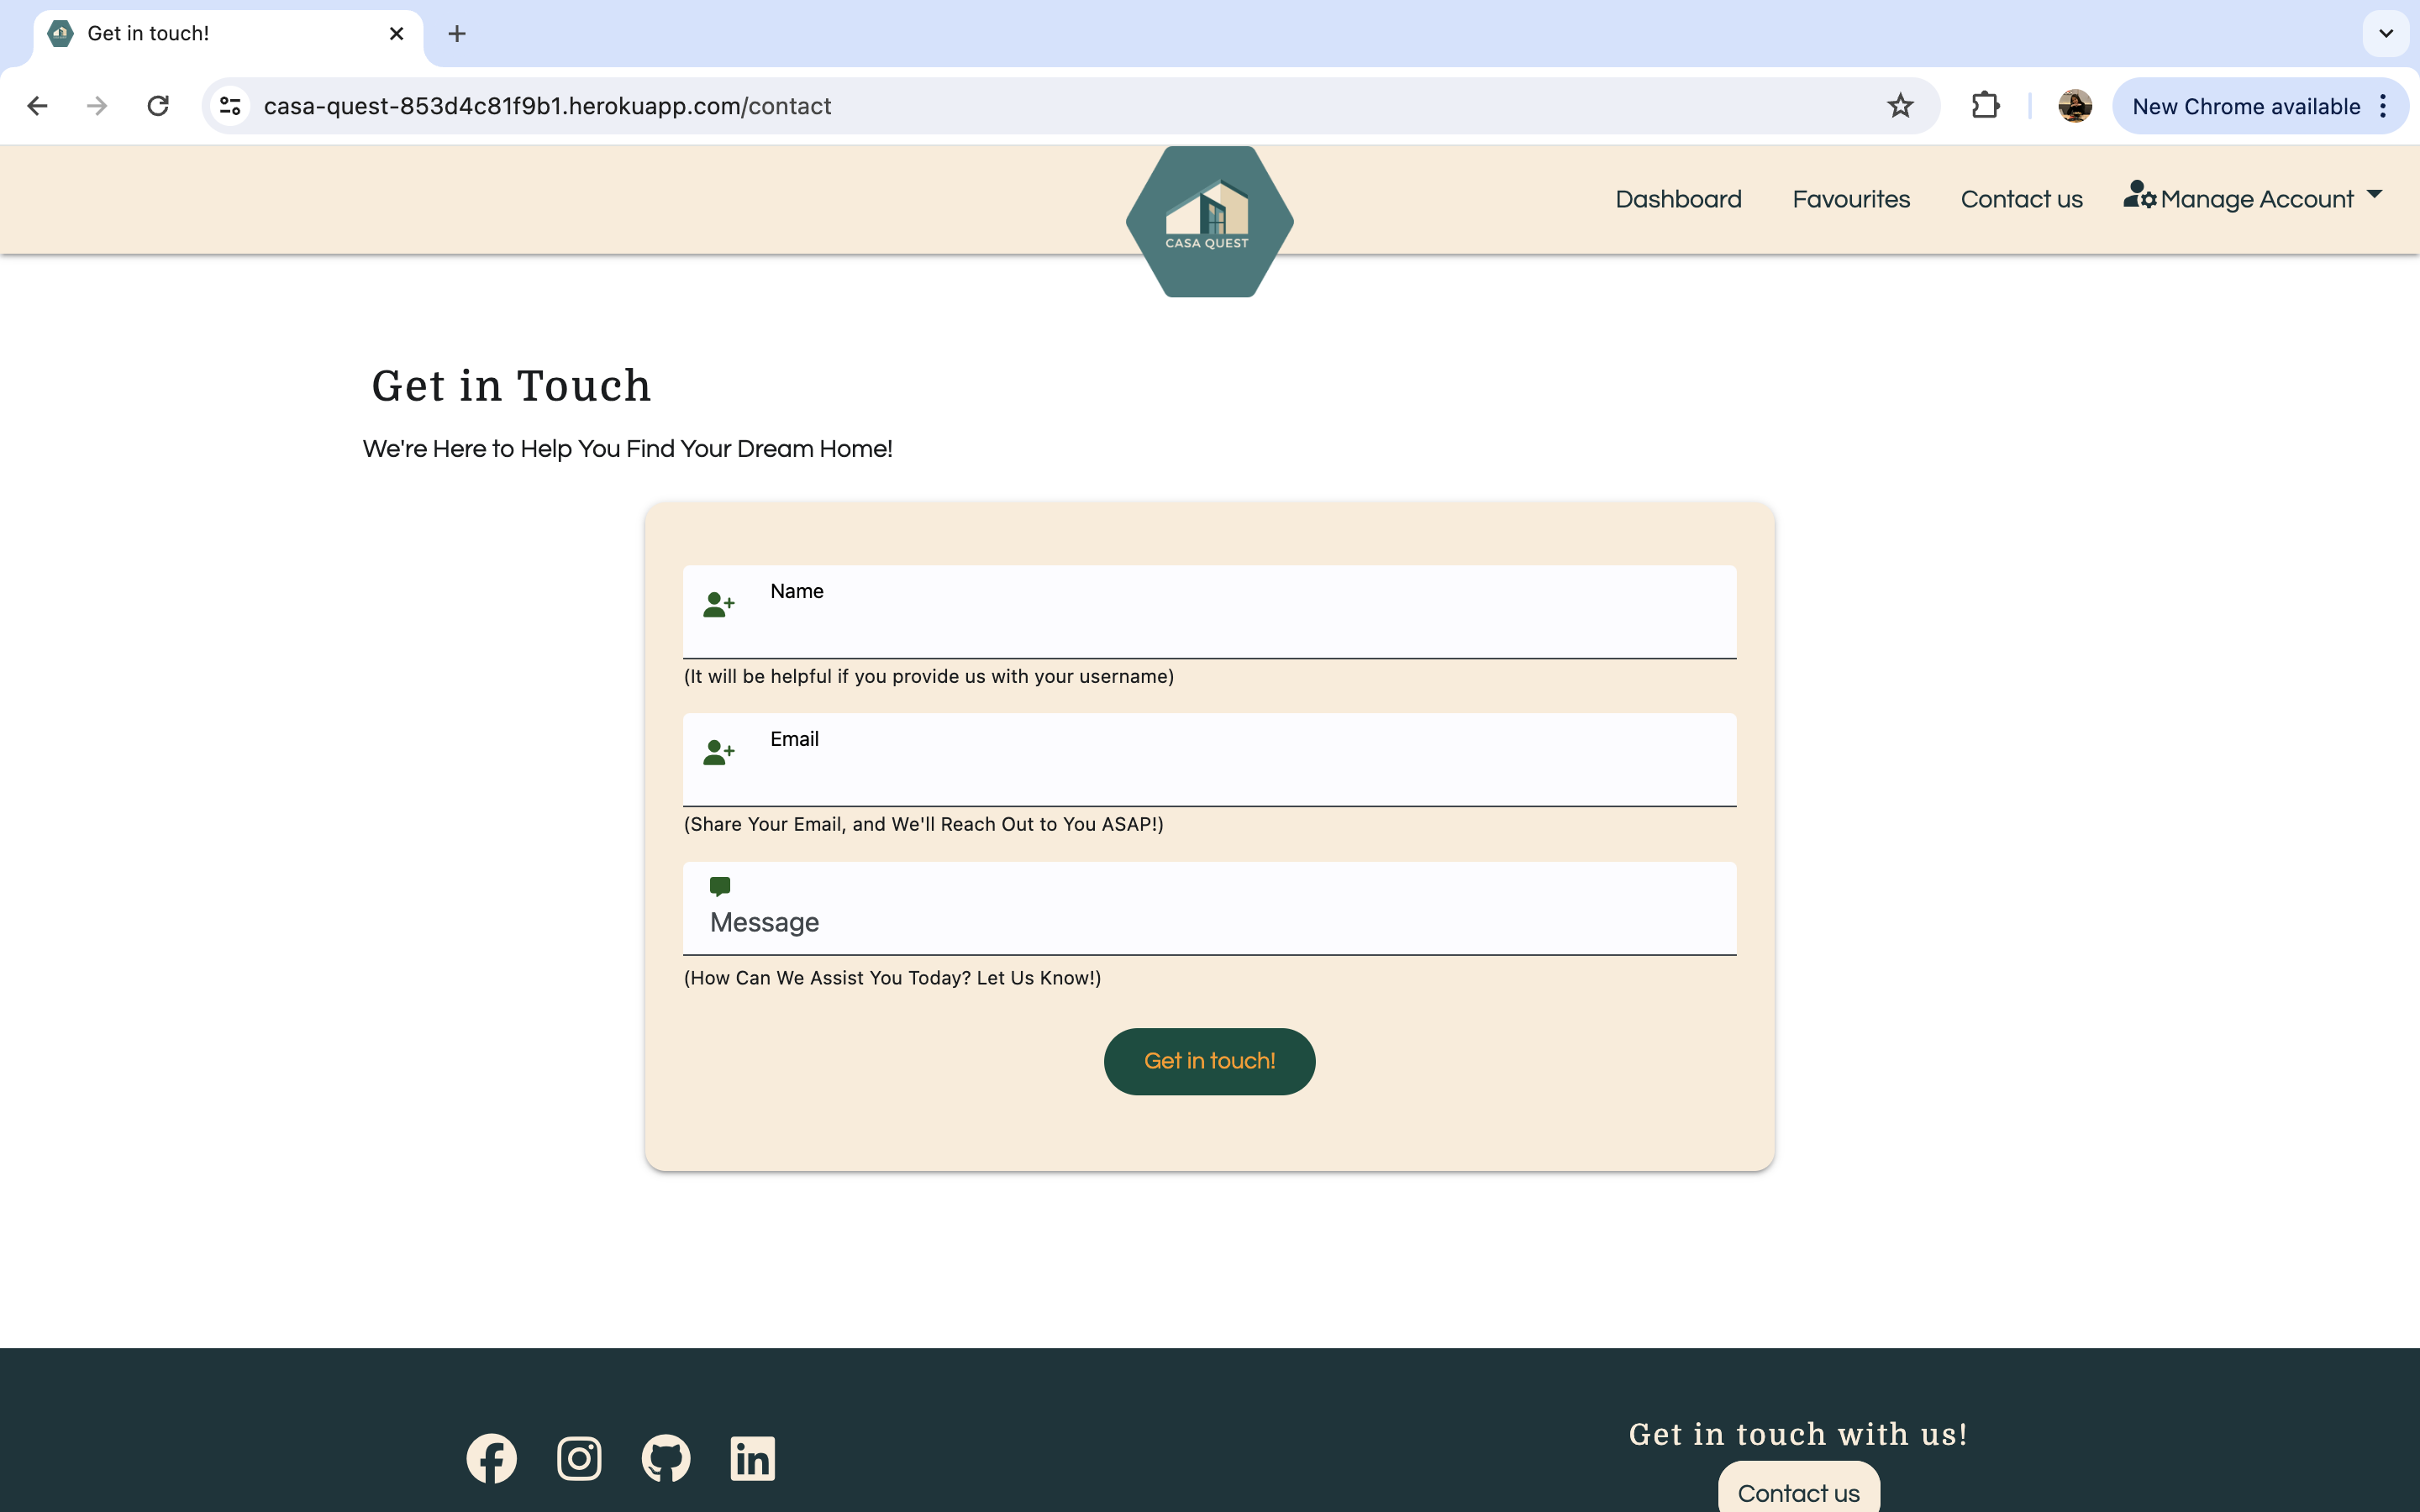 Get in touch!
casa-quest-853d4c81f9b1.herokuapp.com/contact
New Chrome available
CASA QUEST
Dashboard Favourites Contact us Manage Account
Get in Touch
We're Here to Help You Find Your Dream Home!
Name
(It will be helpful if you provide us with your username)
Email
(Share Your Email, and We'll Reach Out to You ASAP!)
Message
(How Can We Assist You Today? Let Us Know!)
Get in touch!
Get in touch with us!
Contact us